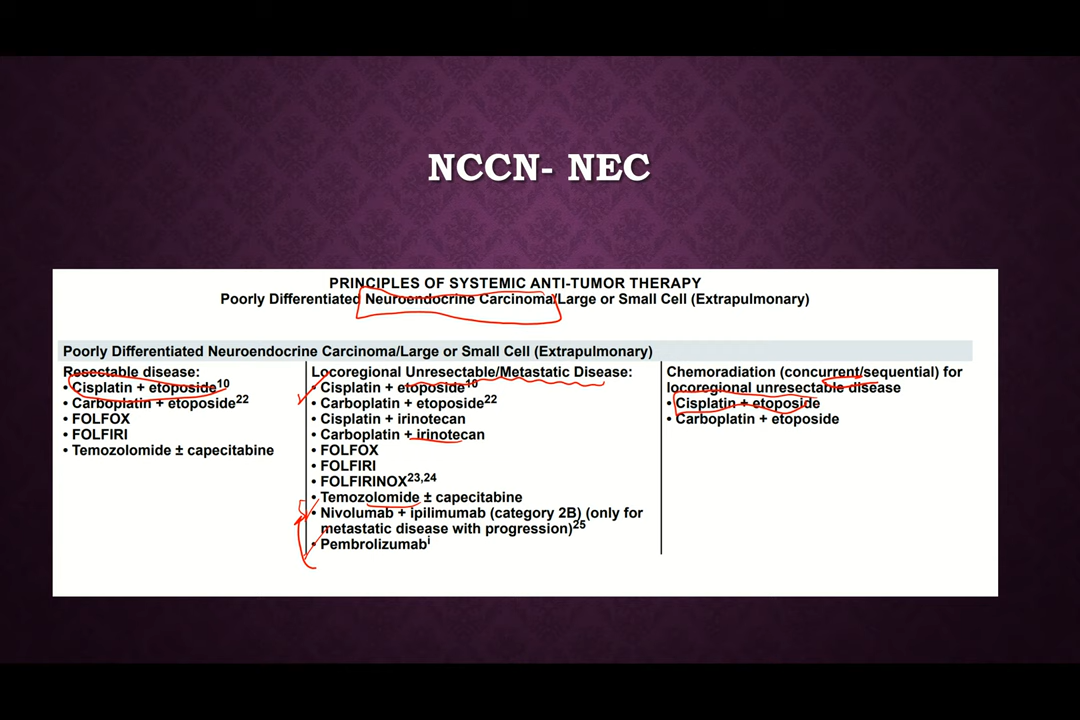 NCCN- NEC
PRINCIPLES OF SYSTEMIC ANTI-TUMOR THERAPY
Poorly Differentiated Neuroendocrine Carcinoma/Large or Small Cell (Extrapulmonary)
Poorly Differentiated Neuroendocrine Carcinoma/Large or Small Cell (Extrapulmonary)
Resectable disease:
• Cisplatin + etoposide10
• Carboplatin + etoposide22
• FOLFOX
• FOLFIRI
• Temozolomide ± capecitabine
Locoregional Unresectable/Metastatic Disease:
• Cisplatin + etoposide10
• Carboplatin + etoposide22
• Cisplatin + irinotecan
• Carboplatin + irinotecan
• FOLFOX
• FOLFIRI
• FOLFIRINOX23,24
• Temozolomide ± capecitabine
• Nivolumab + ipilimumab (category 2B) (only for
metastatic disease with progression)25
• Pembrolizumabi
Chemoradiation (concurrent/sequential) for
locoregional unresectable disease
• Cisplatin + etoposide
• Carboplatin + etoposide